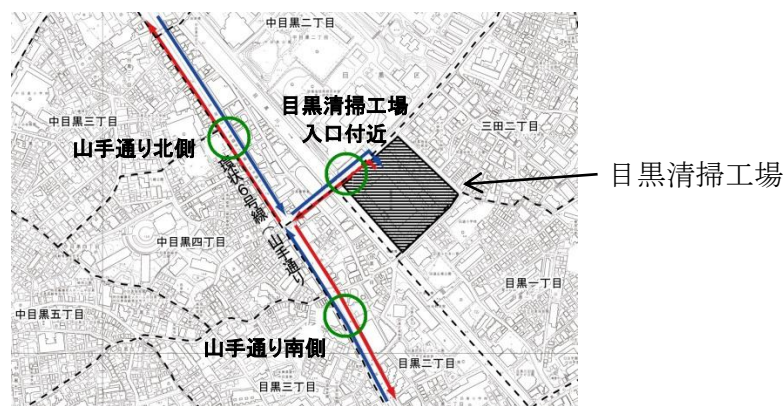 中目黒二丁目
目黒区
目黒清掃工場
入口付近
三田二丁目
中目黒三丁目
山手通り北側
目黒清掃工場
環状6号線(山手通り)
中目黒四丁目
目黒一丁目
中目黒五丁目
山手通り南側
目黒二丁目
目黒三丁目